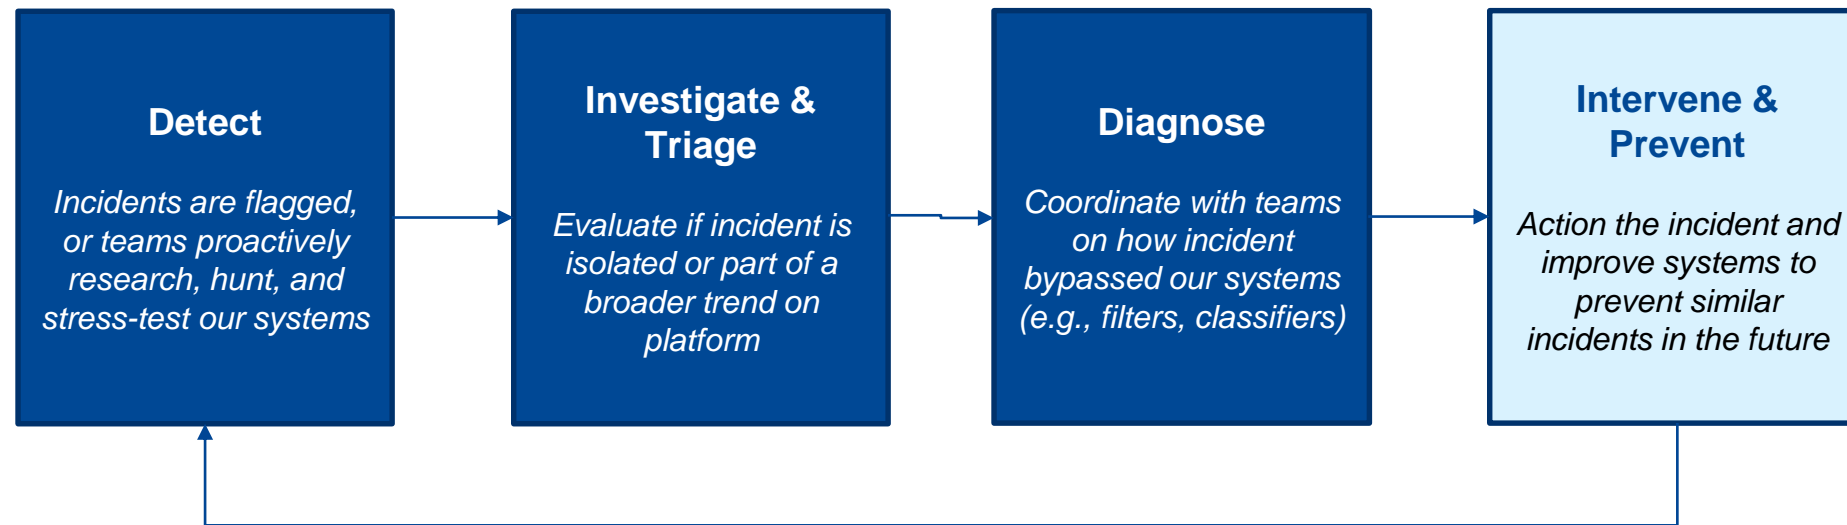 Detect
Incidents are flagged,
or teams proactively
research, hunt, and
stress-test our systems
Investigate &
Triage
Evaluate if incident is
isolated or part of a
broader trend on
platform
Diagnose
Coordinate with teams
on how incident
bypassed our systems
(e.g., filters, classifiers)
Intervene &
Prevent
Action the incident and
improve systems to
prevent similar
incidents in the future